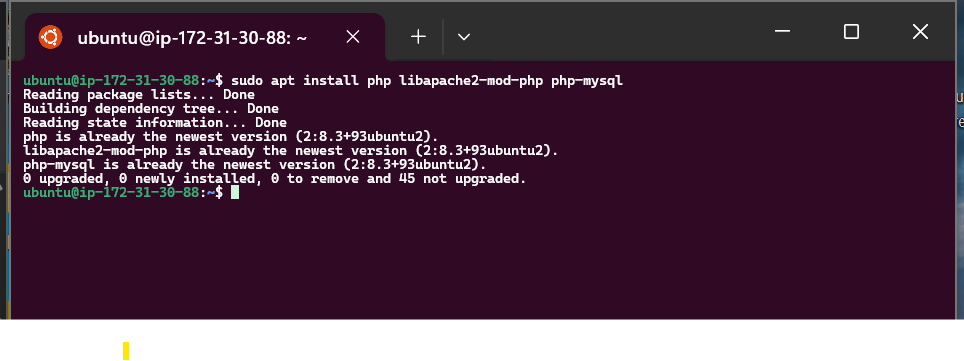 ubuntu@ip-172-31-30-88: ~
ubuntu@ip-172-31-30-88:~$ sudo apt install php libapache2-mod-php php-mysql
Reading package lists... Done
Building dependency tree... Done
Reading state information... Done
php is already the newest version (2:8.3+93ubuntu2).
libapache2-mod-php is already the newest version (2:8.3+93ubuntu2).
php-mysql is already the newest version (2:8.3+93ubuntu2).
0 upgraded, 0 newly installed, 0 to remove and 45 not upgraded.
ubuntu@ip-172-31-30-88:~$